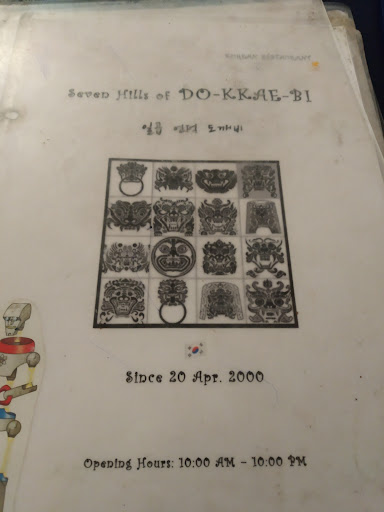 KOREAN RESTAURANT
Seven Hills of DO-KKAE-BI
일곱 언덕 도깨비
Since 20 Apr. 2000
Opening Hours: 10:00 AM - 10:00 PM